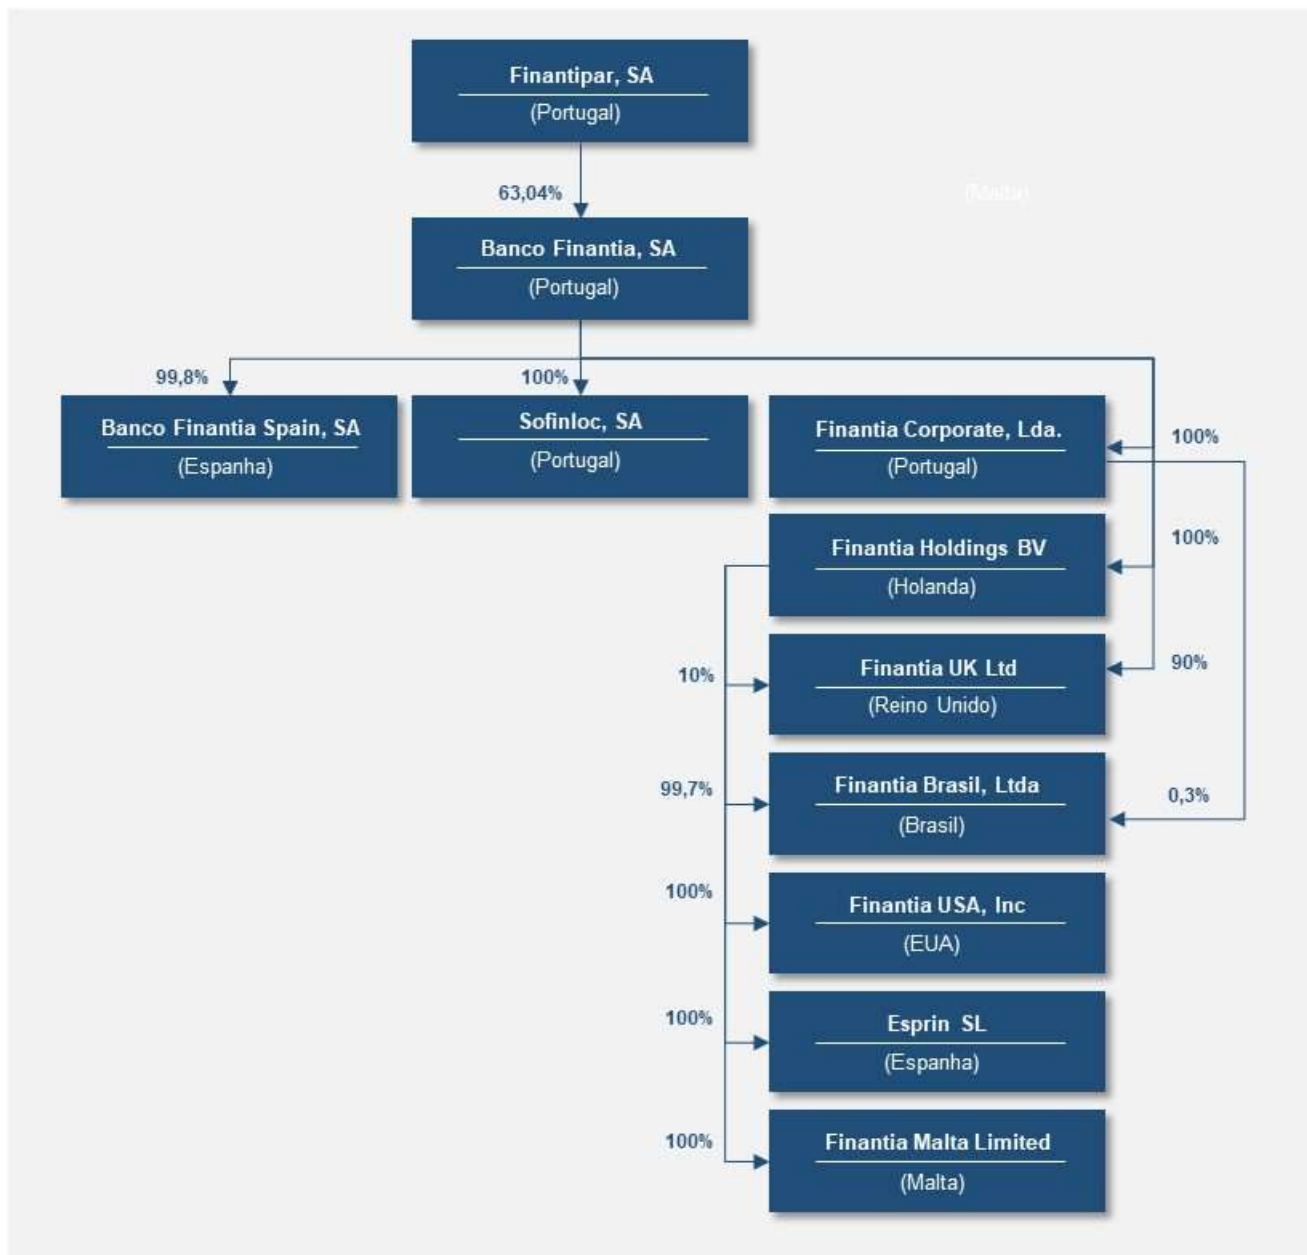 Finantipar, SA
(Portugal)
63,04%
(Malta)
Banco Finantia, SA
(Portugal)
99,8%
100%
Banco Finantia Spain, SA
(Espanha)
Sofinloc, SA
(Portugal)
Finantia Corporate, Lda.
(Portugal)
100%
Finantia Holdings BV
(Holanda)
100%
10%
Finantia UK Ltd
(Reino Unido)
90%
99,7%
Finantia Brasil, Ltda
(Brasil)
0,3%
100%
Finantia USA, Inc
(EUA)
100%
Esprin SL
(Espanha)
100%
Finantia Malta Limited
(Malta)